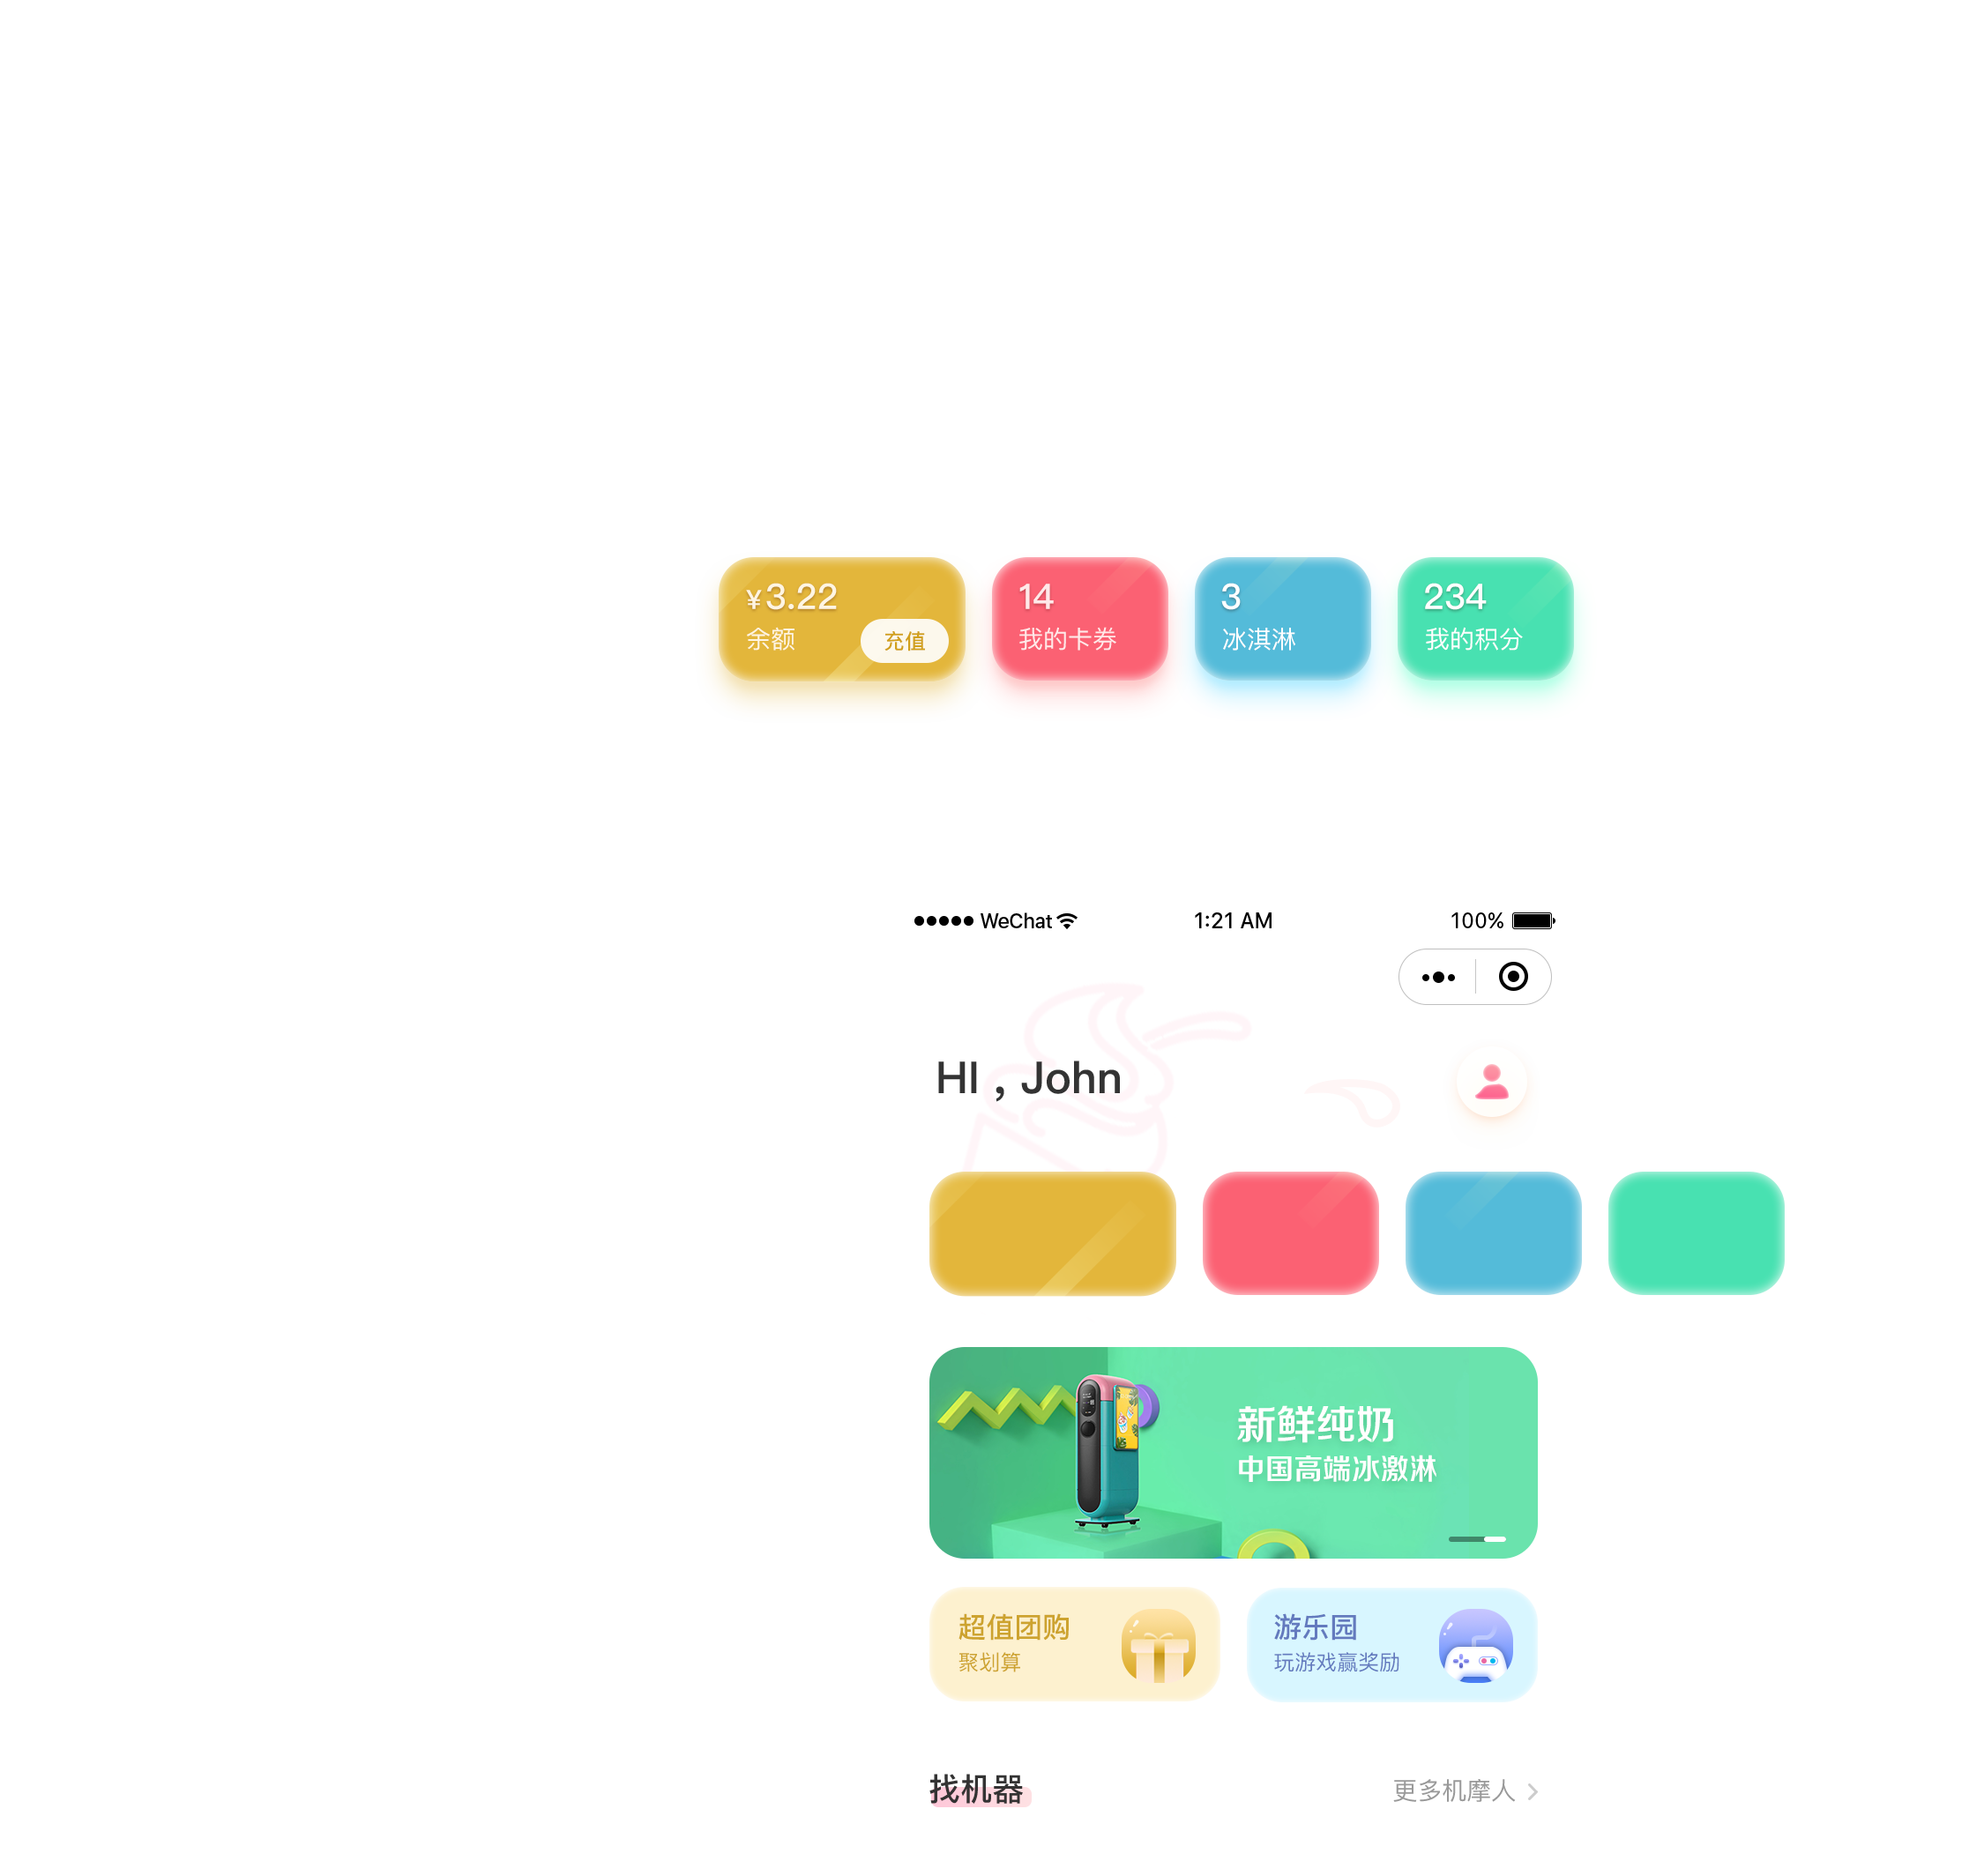 ¥3.22
余额
充值
14
我的卡券
3
冰淇淋
234
我的积分
WeChat
1:21 AM
100%
HI , John
新鲜纯奶
中国高端冰激淋
超值团购
聚划算
游乐园
玩游戏赢奖励
找机器
更多机摩人